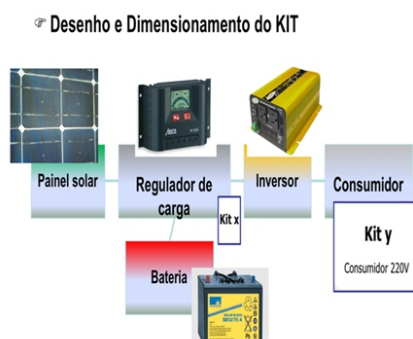 ☞ Desenho e Dimensionamento do KIT
Painel solar
Regulador de
carga
Inversor
Consumidor
Kit x
Kit y
Consumidor 220V
Bateria